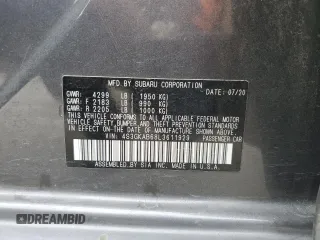 MFD BY SUBARU CORPORATION
GVWR: 4299 LB ( 1950 KG) DATE: 07/20
GAWR: F 2183 LB ( 990 KG)
GAWR: R 2205 LB ( 1000 KG)
THIS VEHICLE CONFORMS TO ALL APPLICABLE FEDERAL MOTOR
VEHICLE SAFETY, BUMPER, AND THEFT PREVENTION STANDARDS
IN EFFECT ON THE DATE OF MANUFACTURE SHOWN ABOVE.
VIN: 4S3GKAB68L3611923 PASSENGER CAR
ASSEMBLED BY SIA, INC. MADE IN U.S.A.
DREAMBID